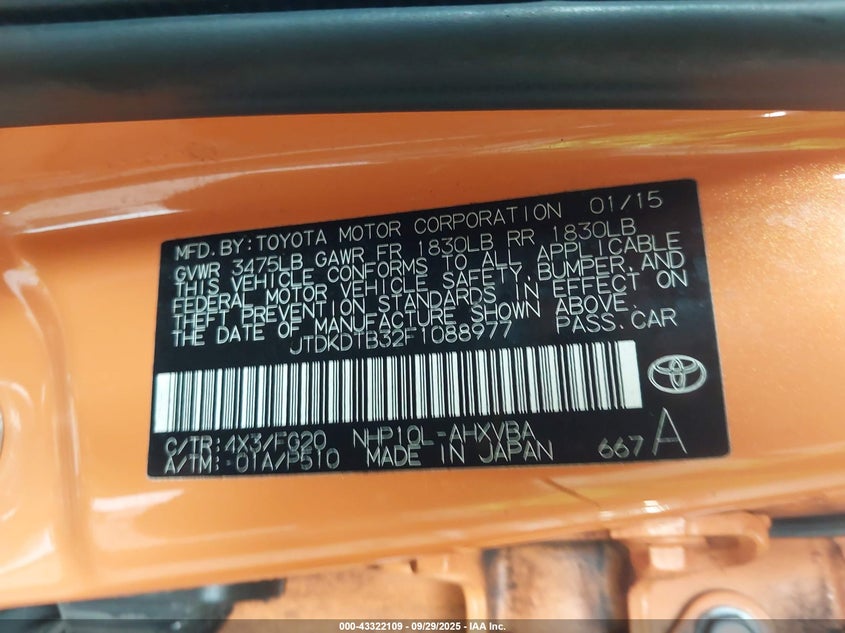 MFD. BY: TOYOTA MOTOR CORPORATION 01/15
GVWR 3475LB GAWR FR 1830LB RR 1830LB
THIS VEHICLE CONFORMS TO ALL APPLICABLE
FEDERAL MOTOR VEHICLE SAFETY, BUMPER, AND
THEFT PREVENTION STANDARDS IN EFFECT ON
THE DATE OF MANUFACTURE SHOWN ABOVE.
JTDKDTB32F1088977 PASS. CAR
C/TR: 4X3/FG20 NHP10L-AHXVBA
A/TM: -01A/P510 MADE IN JAPAN 667 A
000-43322109 - 09/29/2025 - IAA Inc.